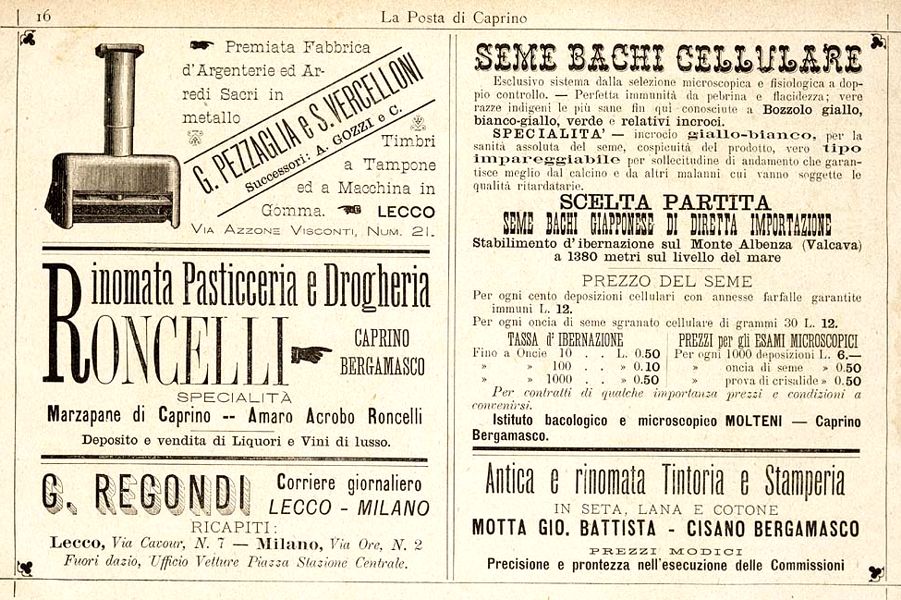 16
La Posta di Caprino
Premiata Fabbrica
d'Argenterie ed Ar-
redi Sacri in
metallo
G. PEZZAGLIA e S. VERCELLONI
Successori: A. GOZZI e C.
Timbri
a Tampone
ed a Macchina in
Gomma. LECCO
VIA AZZONE VISCONTI, NUM. 21.
Rinomata Pasticceria e Drogheria
RONCELLI
CAPRINO
BERGAMASCO
SPECIALITÀ
Marzapane di Caprino -- Amaro Acrobo Roncelli
Deposito e vendita di Liquori e Vini di lusso.
G. REGONDI
Corriere giornaliero
LECCO - MILANO
RICAPITI:
Lecco, Via Cavour, N. 7 — Milano, Via Ore, N. 2
Fuori dazio, Ufficio Vetture Piazza Stazione Centrale.
SEME BACHI CELLULARE
Esclusivo sistema dalla selezione microscopica e fisiologica a dop-
pio controllo. — Perfetta immunità da pebrina e flacidezza; vere
razze indigeni le più sane fin qui conosciute a Bozzolo giallo,
bianco-giallo, verde e relativi incroci.
SPECIALITA' — incrocio giallo-bianco, per la
sanità assoluta del seme, cospicuità del prodotto, vero tipo
impareggiabile per sollecitudine di andamento che garan-
tisce meglio dal calcino e da altri malanni cui vanno soggette le
qualità ritardatarie.
SCELTA PARTITA
SEME BACHI GIAPPONESE DI DIRETTA IMPORTAZIONE
Stabilimento d'ibernazione sul Monte Albenza (Valcava)
a 1380 metri sul livello del mare
PREZZO DEL SEME
Per ogni cento deposizioni cellulari con annesse farfalle garantite
immuni L. 12.
Per ogni oncia di seme sgranato cellulare di grammi 30 L. 12.
TASSA d'IBERNAZIONE
Fino a Oncie 10 . . L. 0.50
» » 100 . . » 0.10
» » 1000 . . » 0.50
PREZZI per gli ESAMI MICROSCOPICI
Per ogni 1000 deposizioni L. 6.—
» oncia di seme » 0.50
» prova di crisalide » 0.50
Per contratti di qualche importanza prezzi e condizioni a
convenirsi.
Istituto bacologico e microscopico MOLTENI — Caprino
Bergamasco.
Antica e rinomata Tintoria e Stamperia
IN SETA, LANA E COTONE
MOTTA GIO. BATTISTA - CISANO BERGAMASCO
PREZZI MODICI
Precisione e prontezza nell'esecuzione delle Commissioni